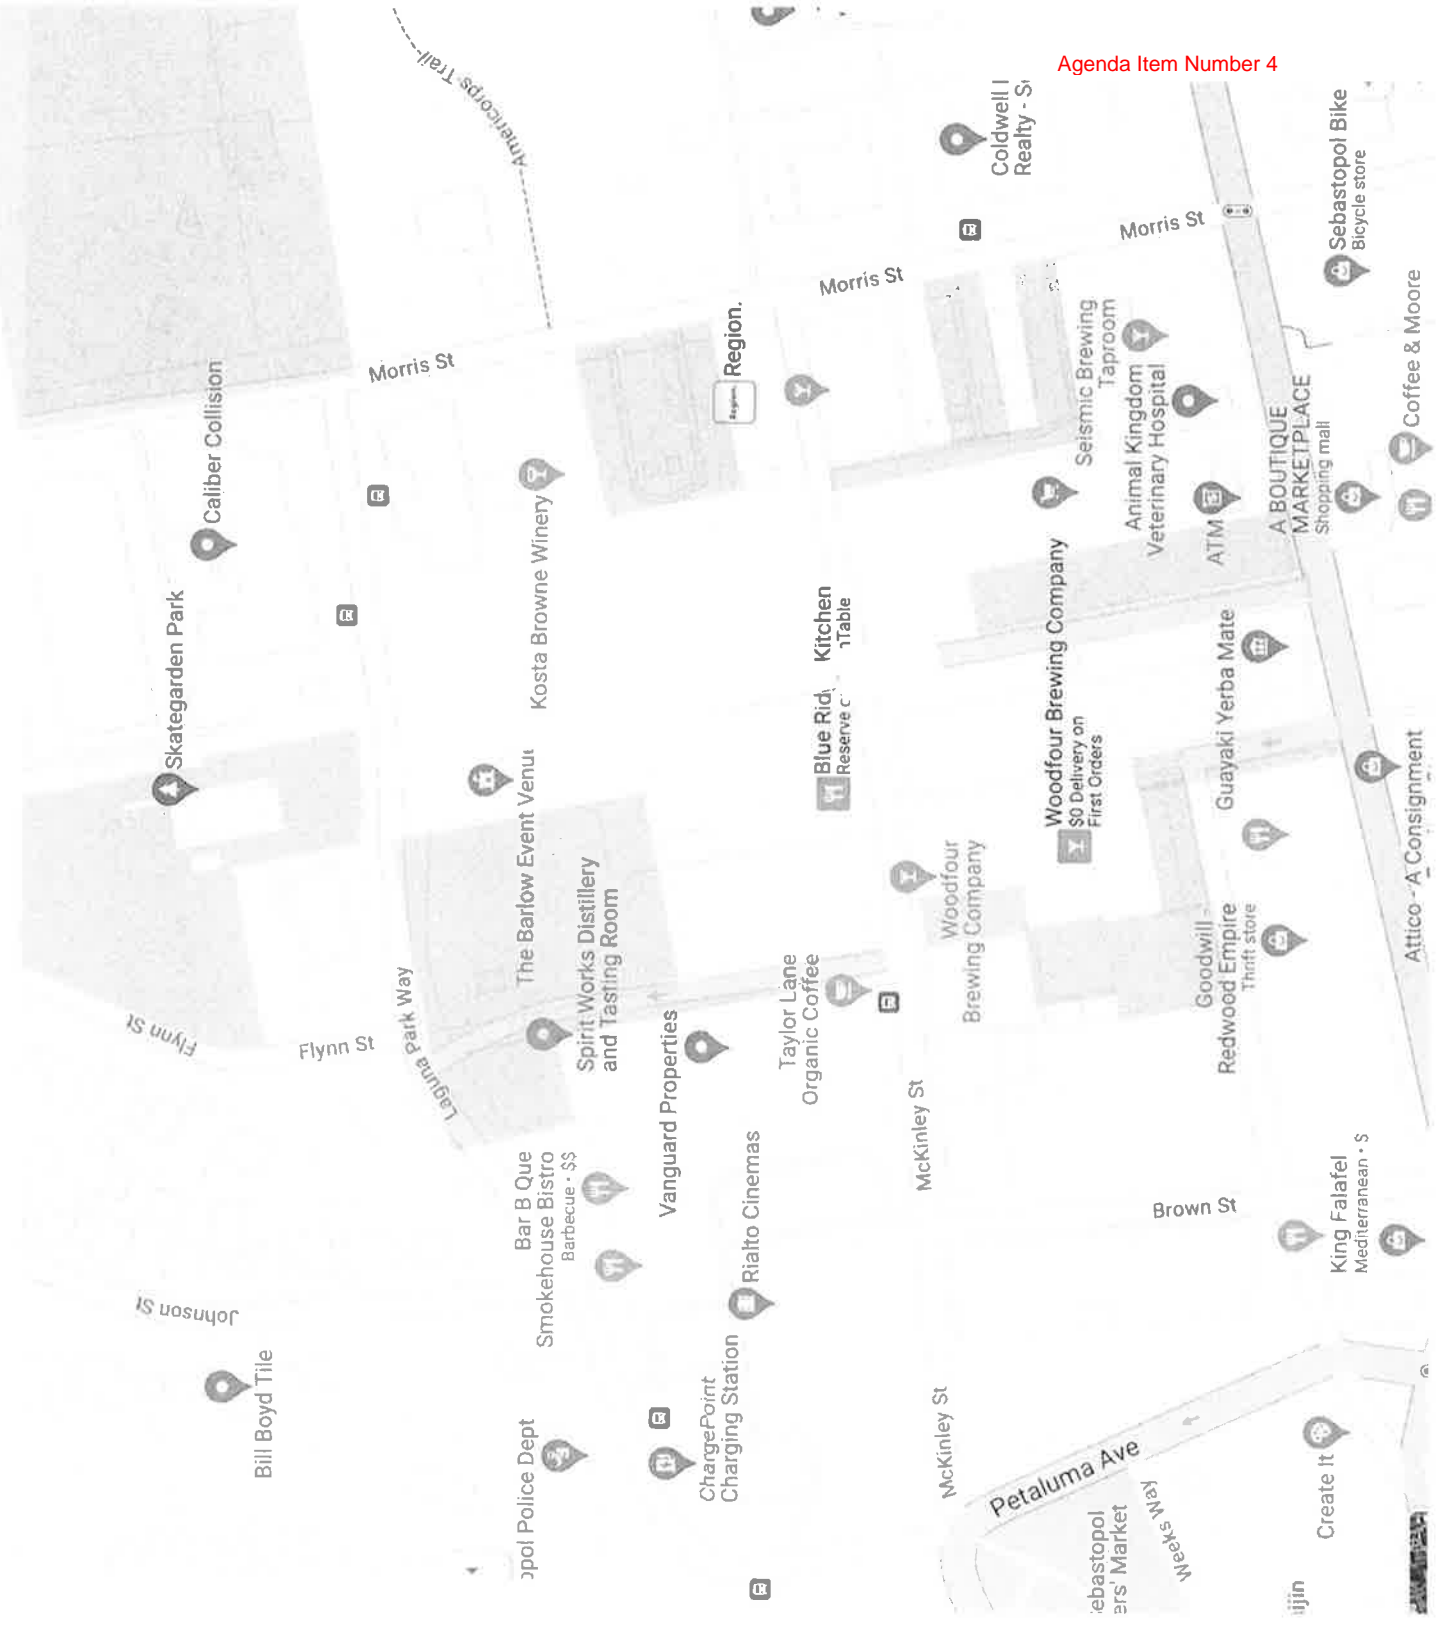 Agenda Item Number 4
Americorps Trail
Coldwell
Realty - S
Sebastopol Bike
Bicycle store
Morris St
Morris St
Morris St
Region.
Region.
Caliber Collision
Skategarden Park
Kosta Browne Winery
Seismic Brewing
Taproom
Animal Kingdom
Veterinary Hospital
ATM
A BOUTIQUE
MARKETPLACE
Shopping mall
Coffee & Moore
The Barlow Event Venu
Blue Rid Kitchen
Reserve Table
Woodfour Brewing Company
$0 Delivery on
First Orders
Guayaki Yerba Mate
Attico - A Consignment
Spirit Works Distillery
and Tasting Room
Woodfour
Brewing Company
Goodwill -
Redwood Empire
Thrift store
Flynn St
Flynn St
Laguna Park Way
Vanguard Properties
Taylor Lane
Organic Coffee
McKinley St
Bar B Que
Smokehouse Bistro
Barbecue • $$
Rialto Cinemas
Brown St
King Falafel
Mediterranean • $
Johnson St
Bill Boyd Tile
ChargePoint
Charging Station
opol Police Dept
McKinley St
Petaluma Ave
Weeks Way
ebastopol
ers' Market
Create It
ijin